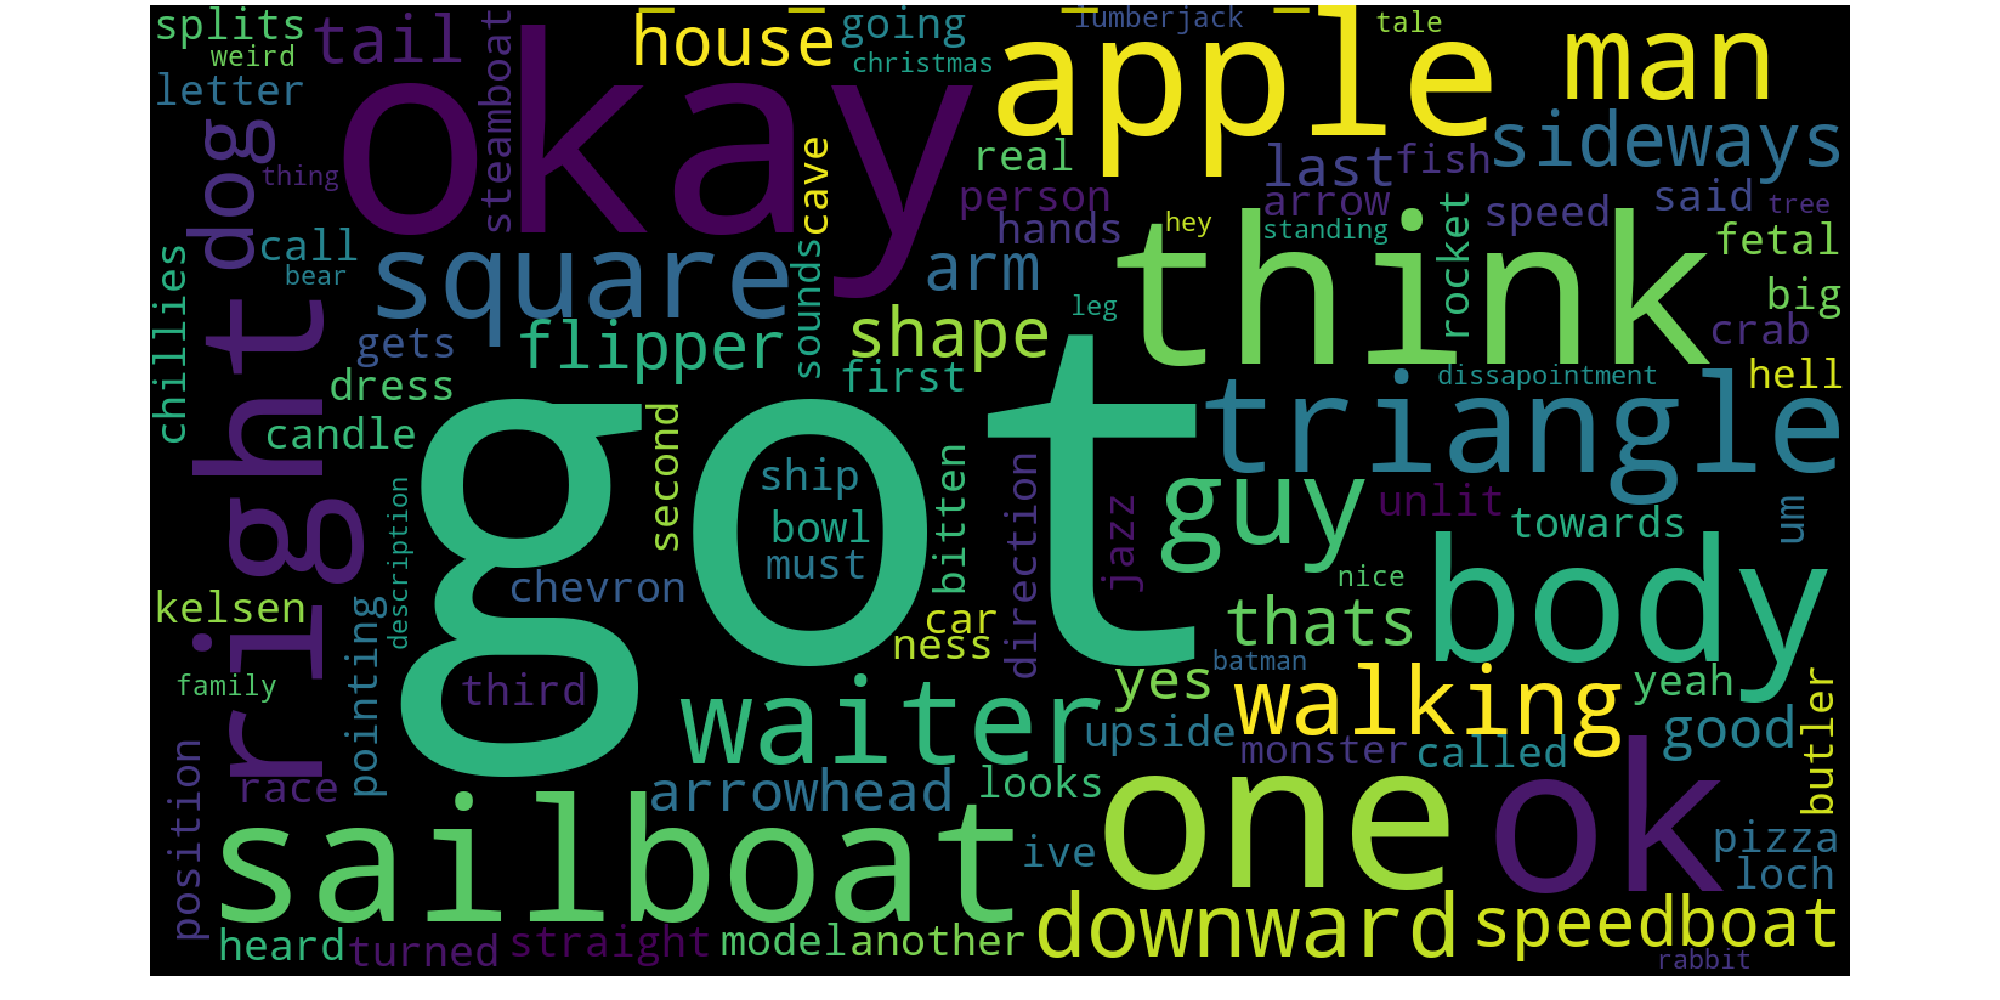 splits
weird
letter
tail
okay
steamboat
house
going
christmas
lumberjack
apple
tale
man
sideways
dog
thing
cave
real
person
hands
last
fish
arrow
hey
standing
rocket
speed
said
tree
fetal
call
bear
square
sounds
arm
leg
think
big
crab
chillies
right
gets
flipper
shape
first
dress
candle
got
second
triangle
dissapointment
hell
ship
bowl
must
bitten
direction
jazz
guy
unlit
towards
um
body
description
chevron
kelsen
pointing
car
ness
nice
thats
family
third
waiter
yes
batman
walking
yeah
butler
upside
monster
called
good
position
race
arrowhead
looks
one
ok
pizza
loch
sailboat
ive
downward
speedboat
heard
turned
straight
model
another
rabbit